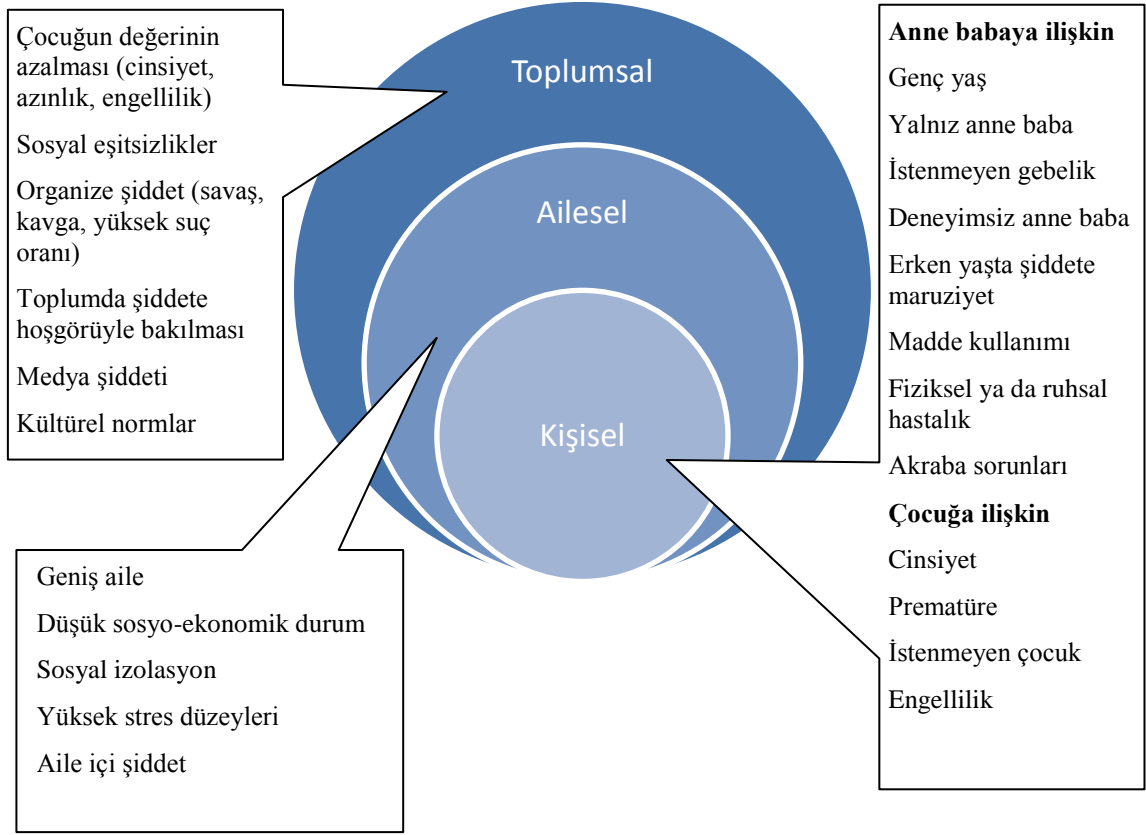 Çocuğun değerinin
azalması (cinsiyet,
azınlık, engellilik)
Sosyal eşitsizlikler
Organize şiddet (savaş,
kavga, yüksek suç
oranı)
Toplumda şiddete
hoşgörüyle bakılması
Medya şiddeti
Kültürel normlar
Toplumsal
Ailesel
Kişisel
Anne babaya ilişkin
Genç yaş
Yalnız anne baba
İstenmeyen gebelik
Deneyimsiz anne baba
Erken yaşta şiddete
maruziyet
Madde kullanımı
Fiziksel ya da ruhsal
hastalık
Akraba sorunları
Çocuğa ilişkin
Cinsiyet
Prematüre
İstenmeyen çocuk
Engellilik
Geniş aile
Düşük sosyo-ekonomik durum
Sosyal izolasyon
Yüksek stres düzeyleri
Aile içi şiddet